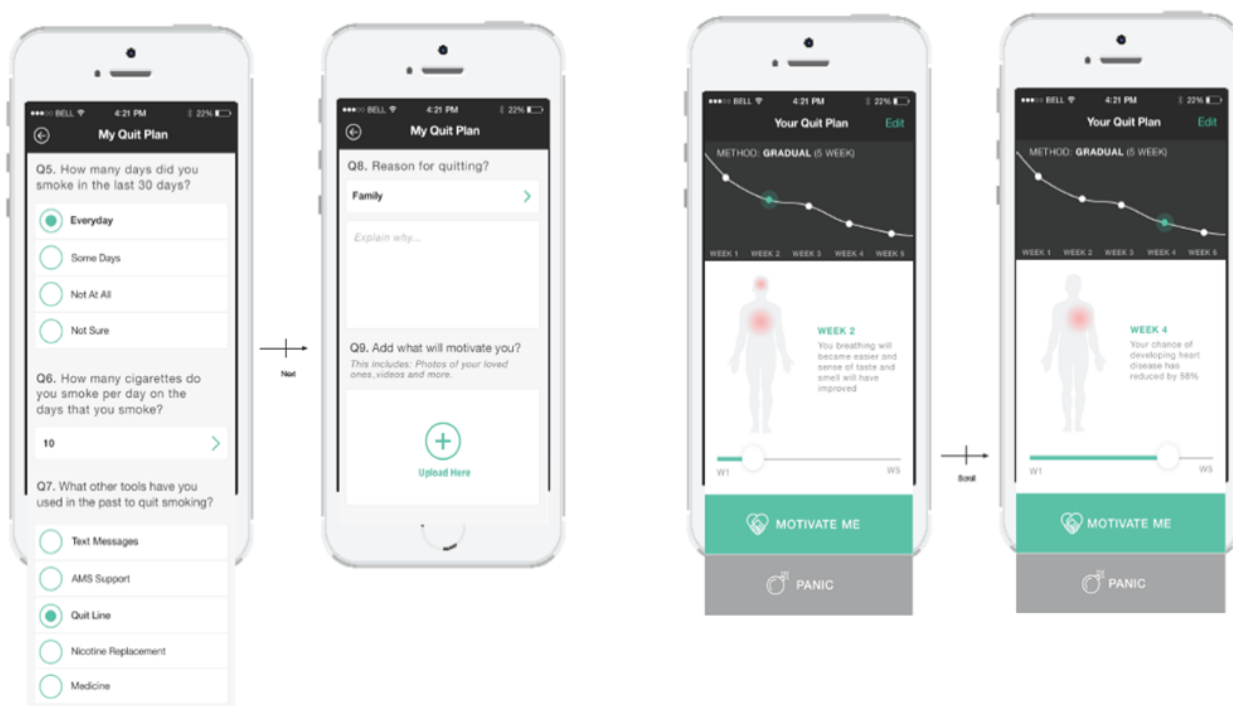 BELL 4:21 PM 22%
My Quit Plan
Q5. How many days did you
smoke in the last 30 days?
Everyday
Some Days
Not At All
Not Sure
Q6. How many cigarettes do
you smoke per day on the
days that you smoke?
10
Q7. What other tools have you
used in the past to quit smoking?
Text Messages
AMS Support
Quit Line
Nicotine Replacement
Medicine
Next
BELL 4:21 PM 22%
My Quit Plan
Q8. Reason for quitting?
Family
Explain why...
Q9. Add what will motivate you?
This includes: Photos of your loved
ones,videos and more.
Upload Here
BELL 4:21 PM 22%
Your Quit Plan Edit
METHOD: GRADUAL (5 WEEK)
WEEK 1 WEEK 2 WEEK 3 WEEK 4 WEEK 5
WEEK 2
You breathing will
became easier and
sense of taste and
smell will have
improved
W1 W5
MOTIVATE ME
PANIC
Scroll
BELL 4:21 PM 22%
Your Quit Plan Edit
METHOD: GRADUAL (5 WEEK)
WEEK 1 WEEK 2 WEEK 3 WEEK 4 WEEK 5
WEEK 4
Your chance of
developing heart
disease has
reduced by 58%
W1 W5
MOTIVATE ME
PANIC